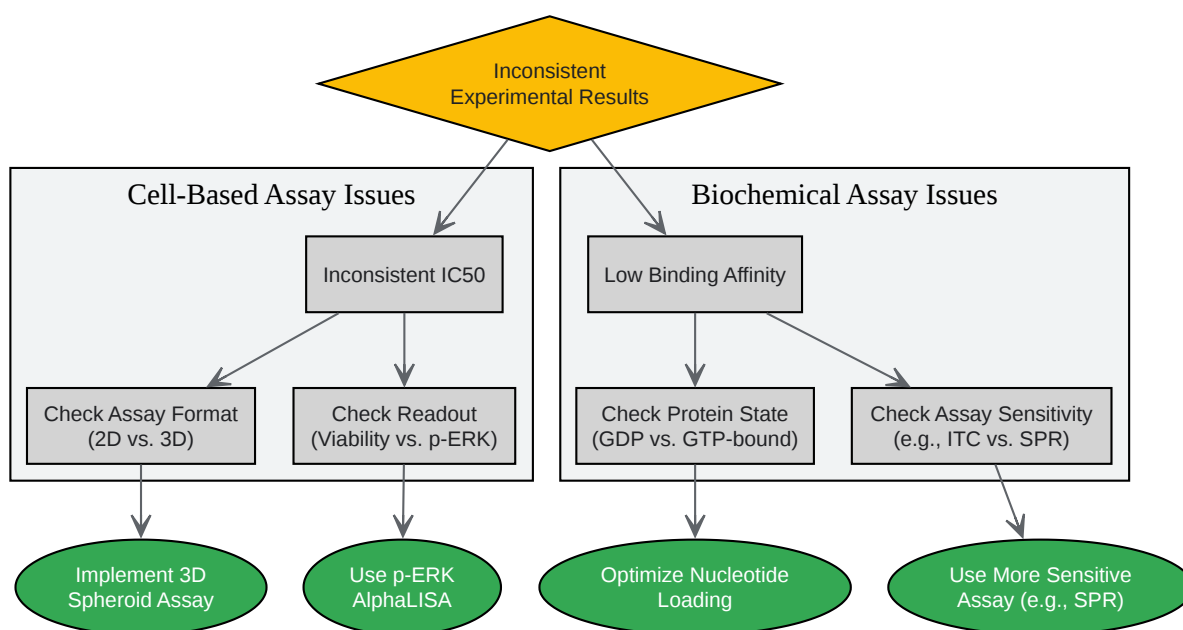 Inconsistent
Experimental Results
Cell-Based Assay Issues
Biochemical Assay Issues
Inconsistent IC50
Low Binding Affinity
Check Assay Format
(2D vs. 3D)
Check Readout
(Viability vs. p-ERK)
Check Protein State
(GDP vs. GTP-bound)
Check Assay Sensitivity
(e.g., ITC vs. SPR)
Implement 3D
Spheroid Assay
Use p-ERK
AlphaLISA
Optimize Nucleotide
Loading
Use More Sensitive
Assay (e.g., SPR)